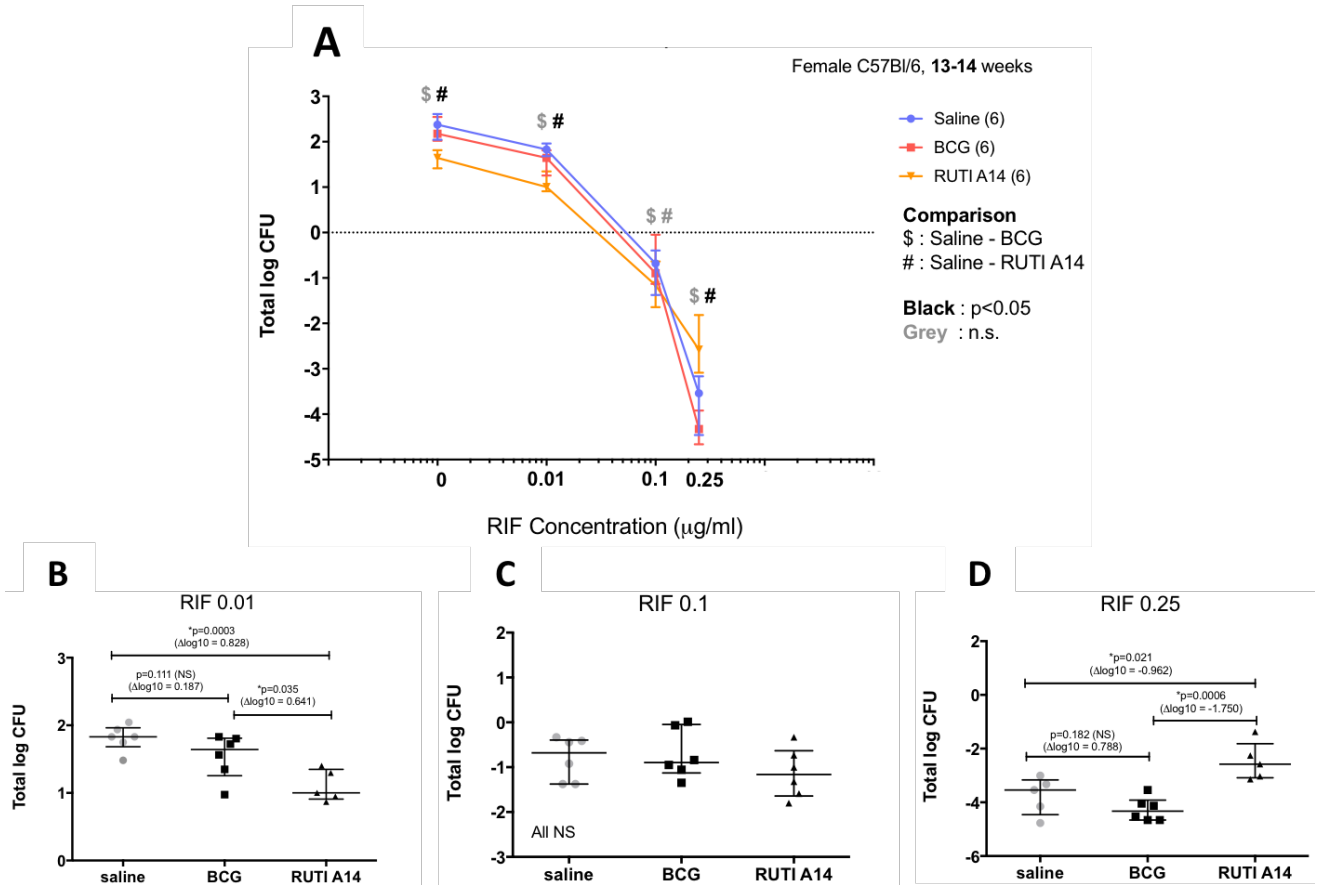 A
Female C57Bl/6, 13-14 weeks
$ #
$ #
$ #
$ #
Total log CFU
3
2
1
0
-1
-2
-3
-4
-5
0
0.01
0.1
0.25
RIF Concentration (µg/ml)
Saline (6)
BCG (6)
RUTI A14 (6)
Comparison
$ : Saline - BCG
# : Saline - RUTI A14
Black : p<0.05
Grey : n.s.
B
RIF 0.01
*p=0.0003
(Δlog10 = 0.828)
p=0.111 (NS)
(Δlog10 = 0.187)
*p=0.035
(Δlog10 = 0.641)
Total log CFU
3
2
1
0
saline
BCG
RUTI A14
C
RIF 0.1
Total log CFU
2
1
0
-1
-2
-3
All NS
saline
BCG
RUTI A14
D
RIF 0.25
*p=0.021
(Δlog10 = -0.962)
*p=0.0006
(Δlog10 = -1.750)
p=0.182 (NS)
(Δlog10 = 0.788)
Total log CFU
2
0
-2
-4
-6
saline
BCG
RUTI A14